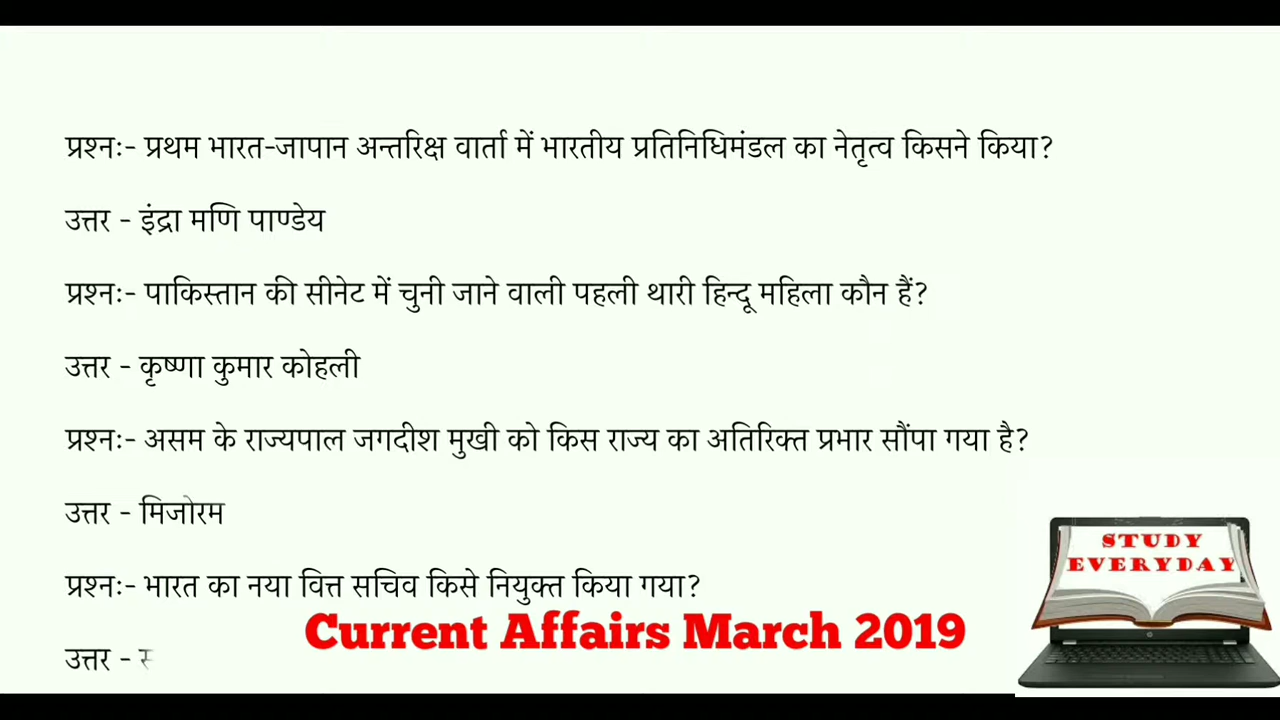 प्रश्नः- प्रथम भारत-जापान अन्तरिक्ष वार्ता में भारतीय प्रतिनिधिमंडल का नेतृत्व किसने किया?
उत्तर - इंद्रा मणि पाण्डेय
प्रश्नः- पाकिस्तान की सीनेट में चुनी जाने वाली पहली थारी हिन्दू महिला कौन हैं?
उत्तर - कृष्णा कुमार कोहली
प्रश्नः- असम के राज्यपाल जगदीश मुखी को किस राज्य का अतिरिक्त प्रभार सौंपा गया है?
उत्तर - मिजोरम
प्रश्नः- भारत का नया वित्त सचिव किसे नियुक्त किया गया?
उत्तर -
Current Affairs March 2019
STUDY
EVERYDAY